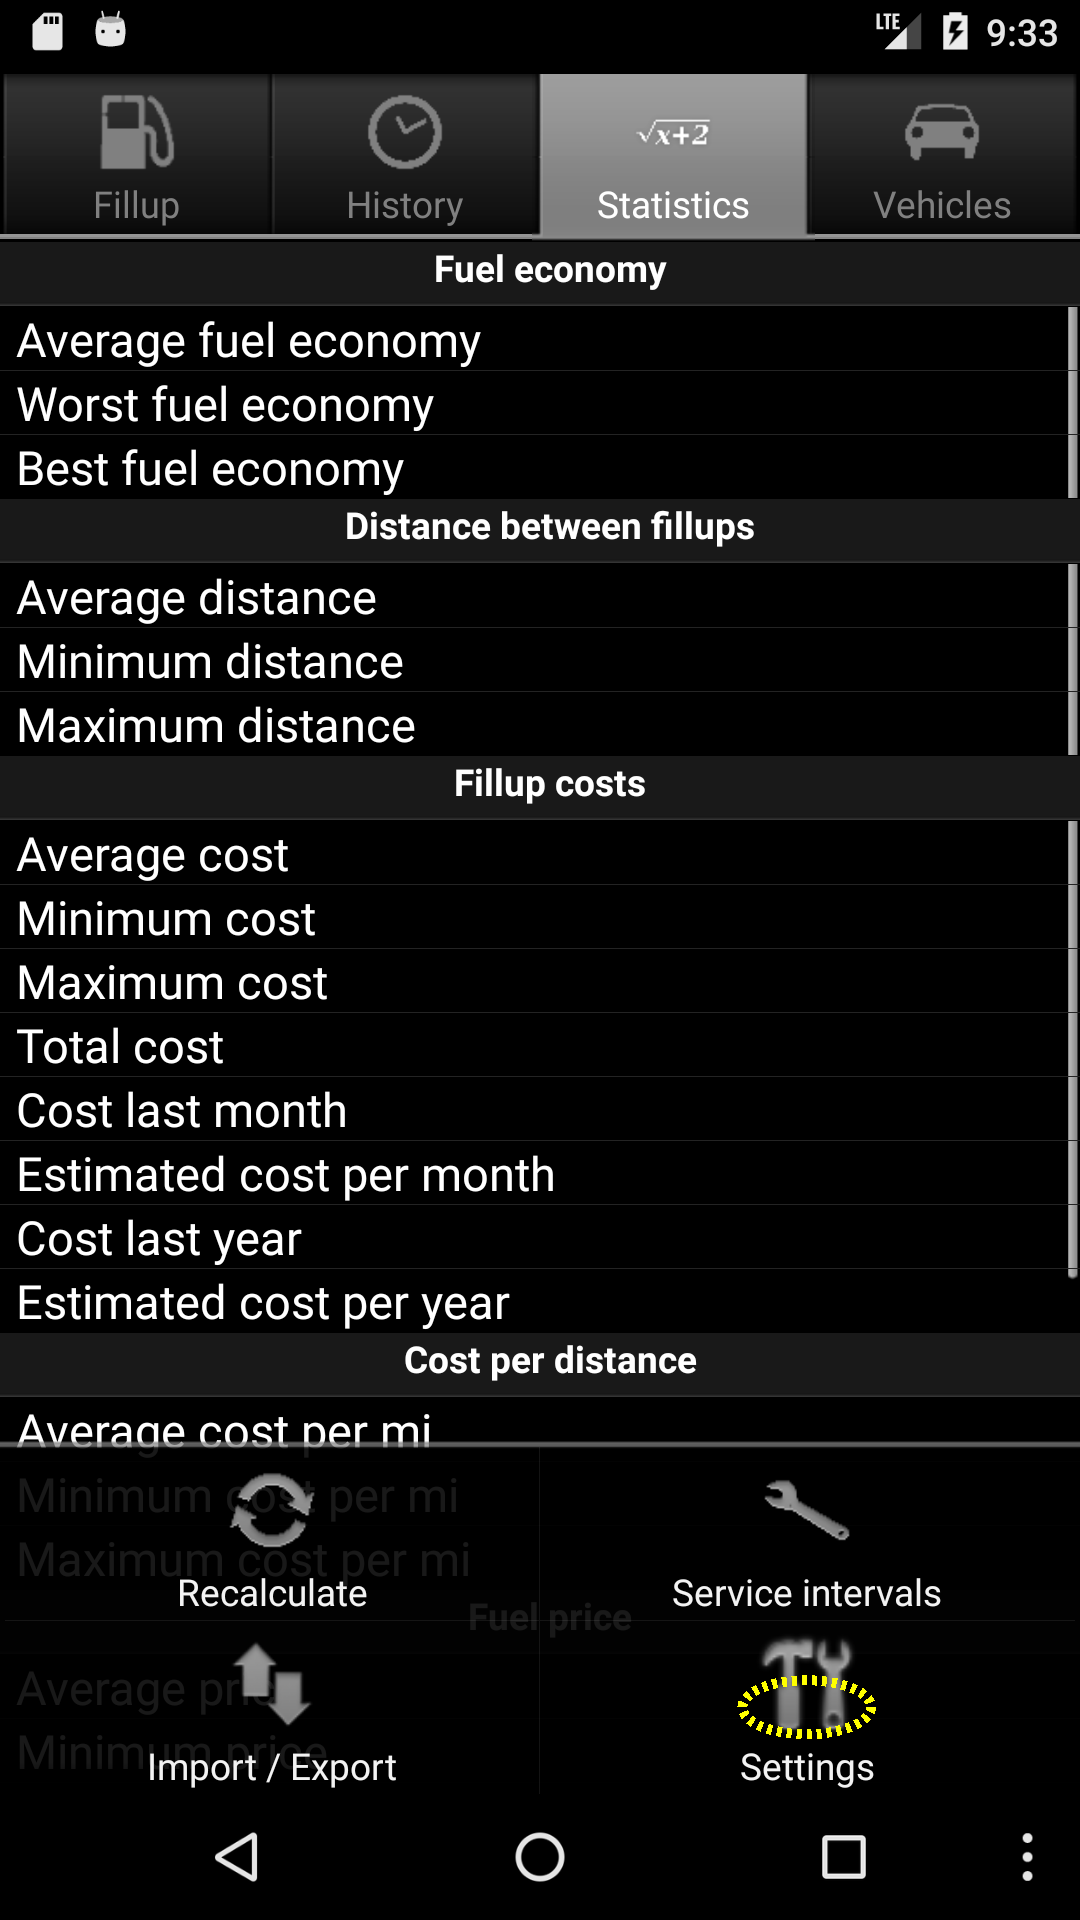 LTE 9:33
√x+2
Fillup History Statistics Vehicles
Fuel economy
Average fuel economy
Worst fuel economy
Best fuel economy
Distance between fillups
Average distance
Minimum distance
Maximum distance
Fillup costs
Average cost
Minimum cost
Maximum cost
Total cost
Cost last month
Estimated cost per month
Cost last year
Estimated cost per year
Cost per distance
Average cost per mi
Minimum cost per mi
Maximum cost per mi
Recalculate Service intervals
Fuel price
Average price
Minimum price
Import / Export Settings